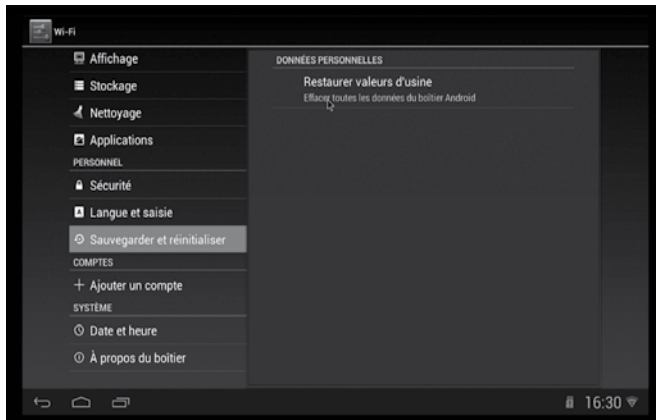 Wi-Fi
Affichage
Stockage
Nettoyage
Applications
PERSONNEL
Sécurité
Langue et saisie
Sauvegarder et réinitialiser
COMPTES
Ajouter un compte
SYSTÈME
Date et heure
À propos du boîtier
DONNÉES PERSONNELLES
Restaurer valeurs d'usine
Effacer toutes les données du boîtier Android
16:30